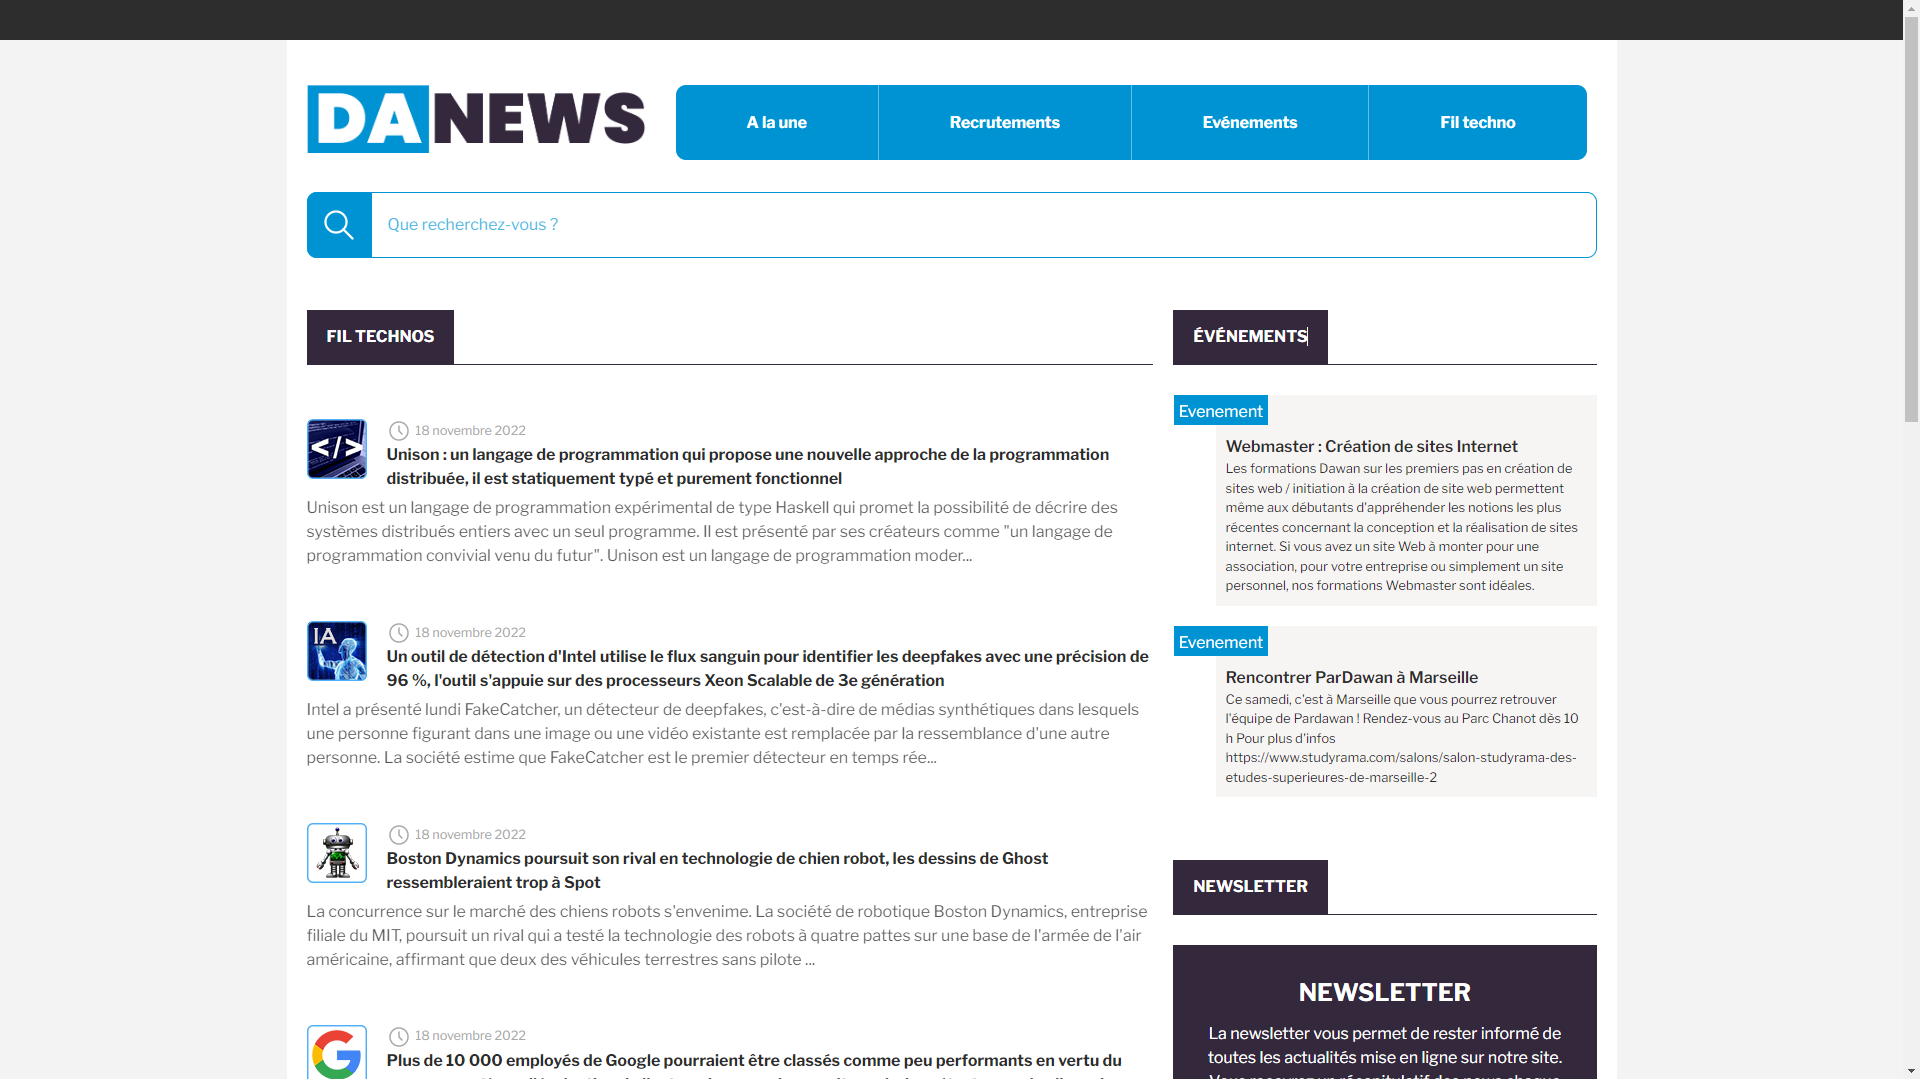 DANEWS
A la une
Recrutements
Evénements
Fil techno
Que recherchez-vous ?
FIL TECHNOS
</>
18 novembre 2022
Unison : un langage de programmation qui propose une nouvelle approche de la programmation
distribuée, il est statiquement typé et purement fonctionnel
Unison est un langage de programmation expérimental de type Haskell qui promet la possibilité de décrire des
systèmes distribués entiers avec un seul programme. Il est présenté par ses créateurs comme "un langage de
programmation convivial venu du futur". Unison est un langage de programmation moder...
IA
18 novembre 2022
Un outil de détection d'Intel utilise le flux sanguin pour identifier les deepfakes avec une précision de
96 %, l'outil s'appuie sur des processeurs Xeon Scalable de 3e génération
Intel a présenté lundi FakeCatcher, un détecteur de deepfakes, c'est-à-dire de médias synthétiques dans lesquels
une personne figurant dans une image ou une vidéo existante est remplacée par la ressemblance d'une autre
personne. La société estime que FakeCatcher est le premier détecteur en temps rée...
18 novembre 2022
Boston Dynamics poursuit son rival en technologie de chien robot, les dessins de Ghost
ressembleraient trop à Spot
La concurrence sur le marché des chiens robots s'envenime. La société de robotique Boston Dynamics, entreprise
filiale du MIT, poursuit un rival qui a testé la technologie des robots à quatre pattes sur une base de l'armée de l'air
américaine, affirmant que deux des véhicules terrestres sans pilote ...
G
18 novembre 2022
Plus de 10 000 employés de Google pourraient être classés comme peu performants en vertu du
ÉVÉNEMENTS
Evenement
Webmaster : Création de sites Internet
Les formations Dawan sur les premiers pas en création de
sites web / initiation à la création de site web permettent
même aux débutants d'appréhender les notions les plus
récentes concernant la conception et la réalisation de sites
internet. Si vous avez un site Web à monter pour une
association, pour votre entreprise ou simplement un site
personnel, nos formations Webmaster sont idéales.
Evenement
Rencontrer ParDawan à Marseille
Ce samedi, c'est à Marseille que vous pourrez retrouver
l'équipe de Pardawan ! Rendez-vous au Parc Chanot dès 10
h Pour plus d'infos
https://www.studyrama.com/salons/salon-studyrama-des-
etudes-superieures-de-marseille-2
NEWSLETTER
NEWSLETTER
La newsletter vous permet de rester informé de
toutes les actualités mise en ligne sur notre site.